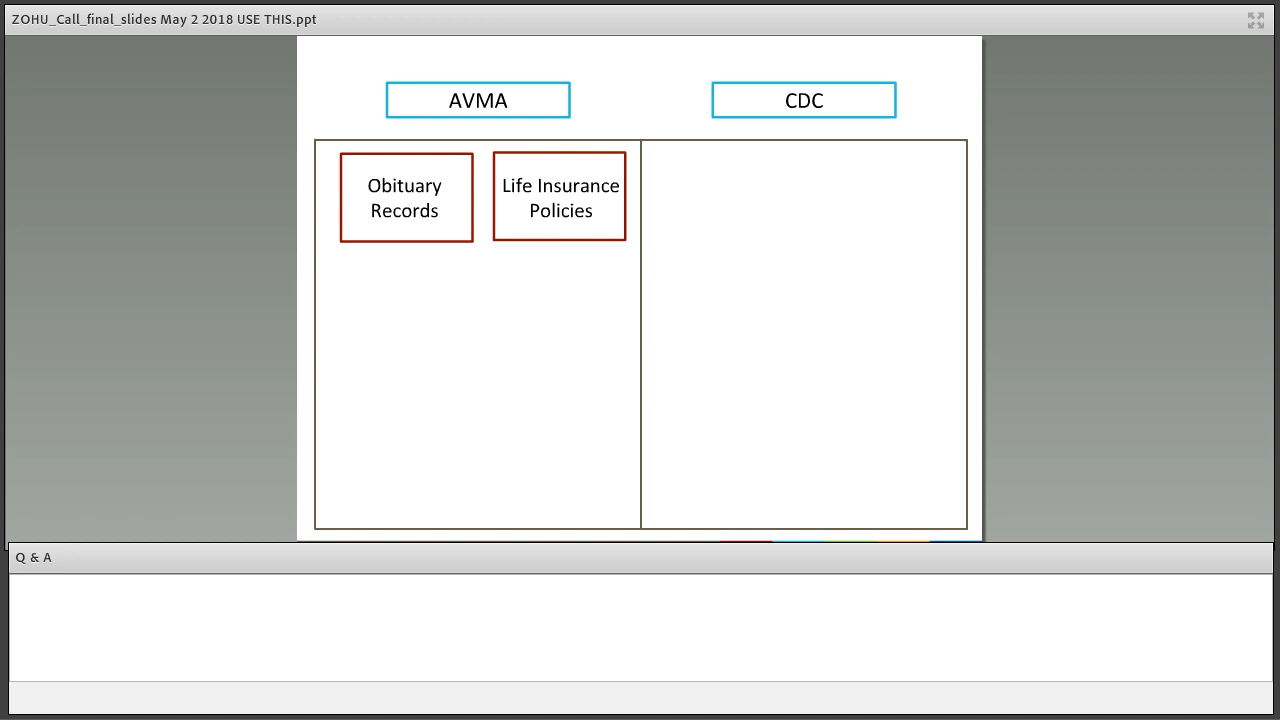 ZOHU_Call_final_slides May 2 2018 USE THIS.ppt
AVMA
CDC
Obituary
Records
Life Insurance
Policies
Q & A